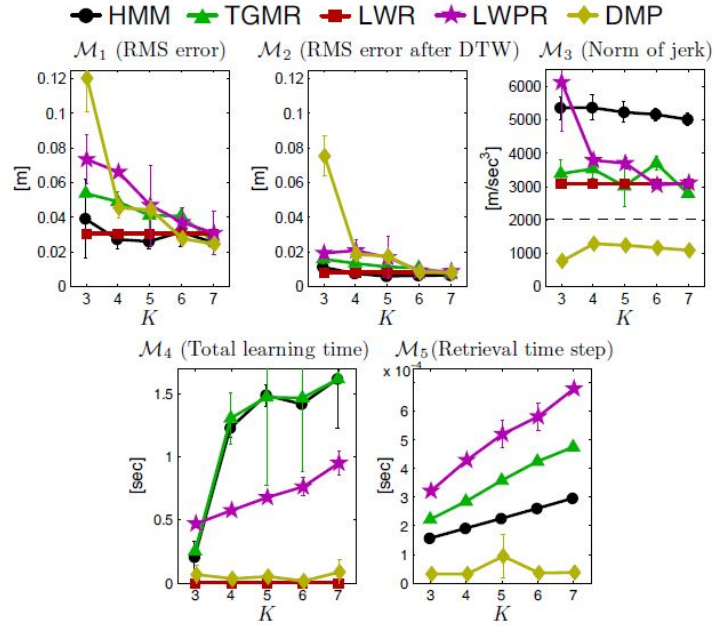 HMM TGMR LWR LWPR DMP
ℳ₁ (RMS error) ℳ₂ (RMS error after DTW) ℳ₃ (Norm of jerk)
0.12
0.1
0.08
0.06
0.04
0.02
0
[m]
3 4 5 6 7
K
0.12
0.1
0.08
0.06
0.04
0.02
0
[m]
3 4 5 6 7
K
6000
5000
4000
3000
2000
1000
0
[m/sec³]
3 4 5 6 7
K
ℳ₄ (Total learning time) ℳ₅(Retrieval time step)
1.5
1
0.5
0
[sec]
3 4 5 6 7
K
x 10⁻⁴
8
6
4
2
0
[sec]
3 4 5 6 7
K